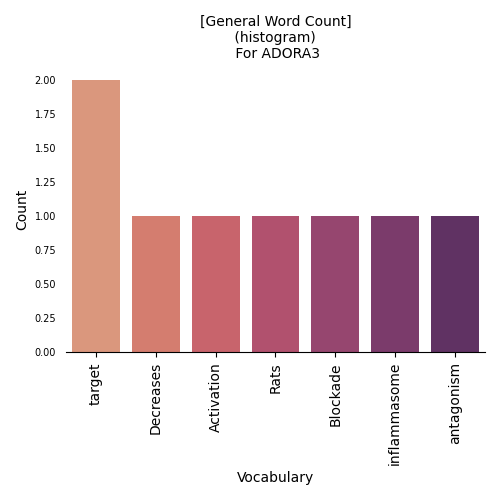 [General Word Count]
(histogram)
For ADORA3
2.00
1.75
1.50
1.25
1.00
0.75
0.50
0.25
0.00
Count
target
Decreases
Activation
Rats
Blockade
inflammasome
antagonism
Vocabulary